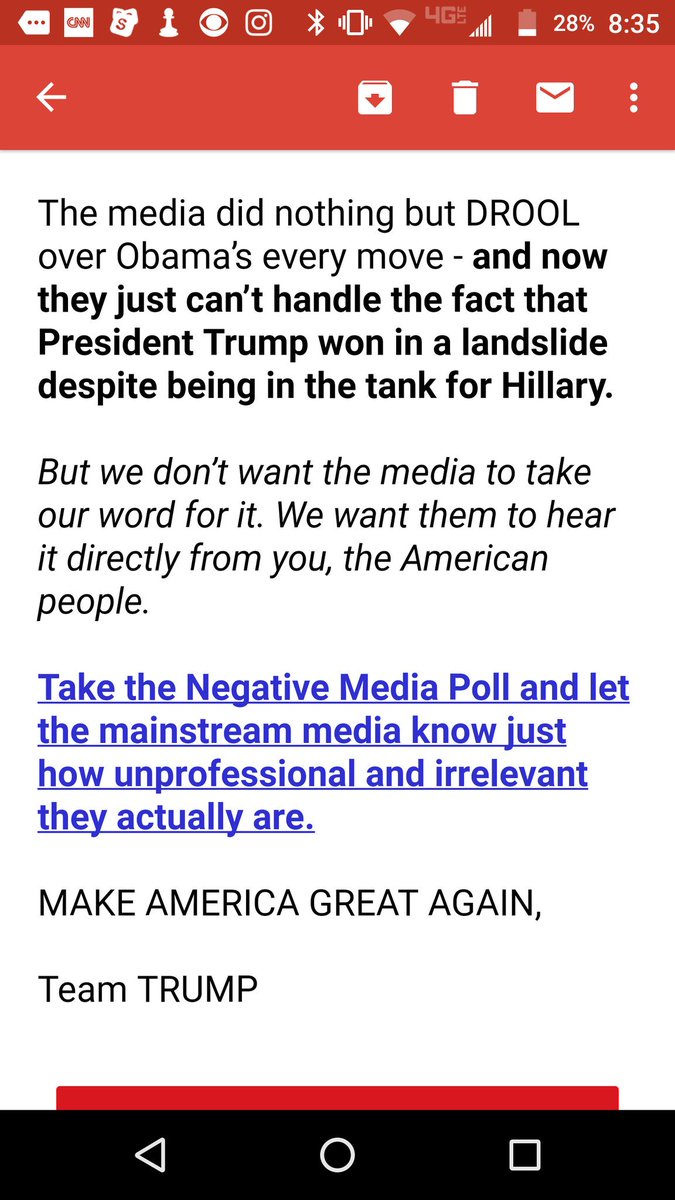 CNN S 4G LTE 28% 8:35
The media did nothing but DROOL
over Obama’s every move - and now
they just can’t handle the fact that
President Trump won in a landslide
despite being in the tank for Hillary.
But we don’t want the media to take
our word for it. We want them to hear
it directly from you, the American
people.
Take the Negative Media Poll and let
the mainstream media know just
how unprofessional and irrelevant
they actually are.
MAKE AMERICA GREAT AGAIN,
Team TRUMP